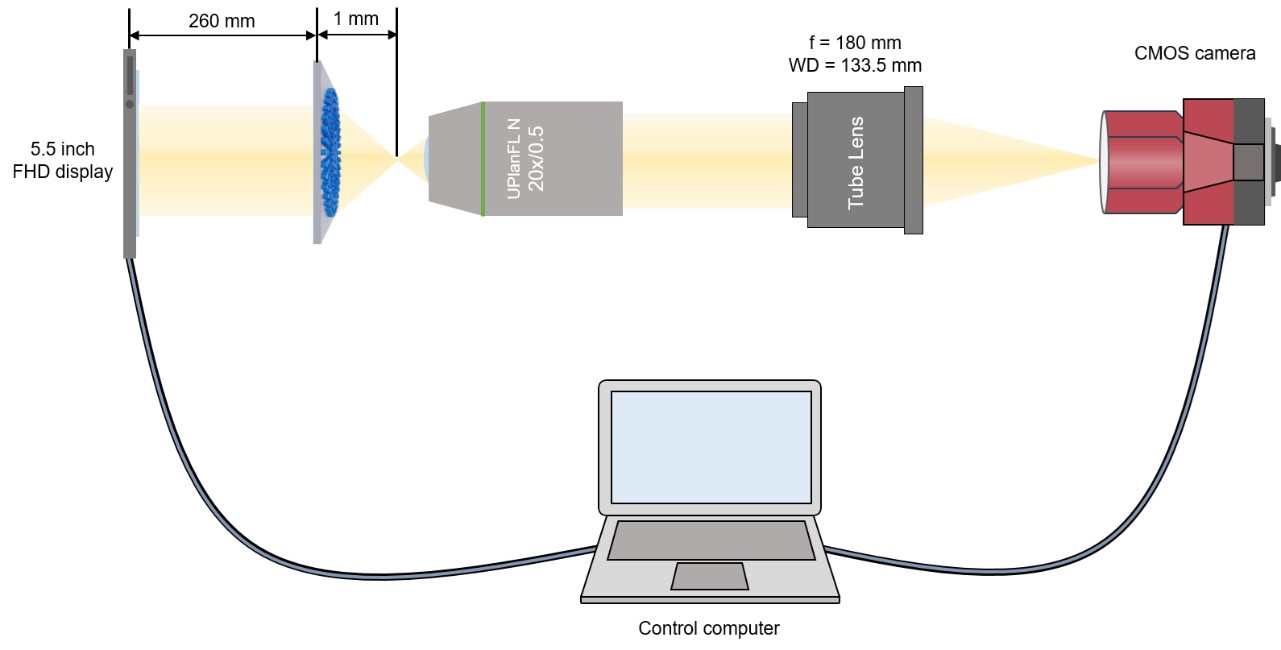 260 mm
1 mm
f = 180 mm
WD = 133.5 mm
CMOS camera
5.5 inch
FHD display
UPlanFL N
20x/0.5
Tube Lens
Control computer